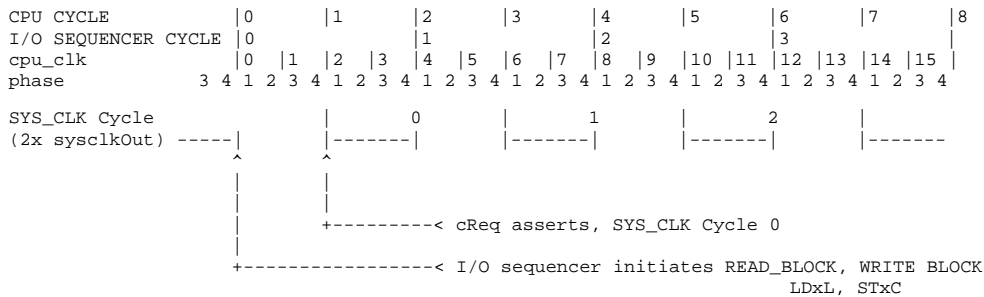 CPU CYCLE |0 |1 |2 |3 |4 |5 |6 |7 |8
I/O SEQUENCER CYCLE |0 |1 |2 |3 |
cpu_clk |0 |1 |2 |3 |4 |5 |6 |7 |8 |9 |10 |11 |12 |13 |14 |15 |
phase 3 4 1 2 3 4 1 2 3 4 1 2 3 4 1 2 3 4 1 2 3 4 1 2 3 4 1 2 3 4 1 2 3 4
SYS_CLK Cycle | 0 | 1 | 2 |
(2x sysclkOut) -----| |-------| |-------| |-------| |-------
^ ^
| |
| |
| +---------< cReq asserts, SYS_CLK Cycle 0
|
+-----------------< I/O sequencer initiates READ_BLOCK, WRITE BLOCK
LDxL, STxC